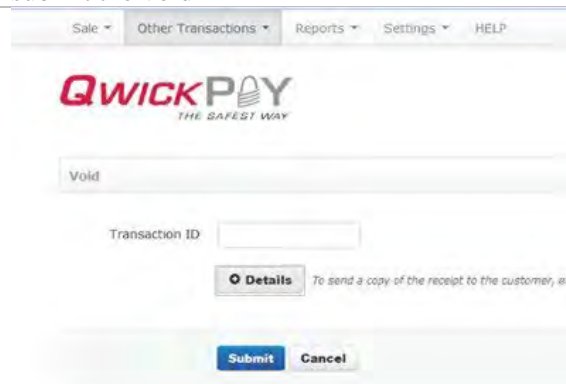 Sale Other Transactions Reports Settings HELP
QWICKPAY
THE SAFEST WAY
Void
Transaction ID
Details To send a copy of the receipt to the customer,
Submit Cancel